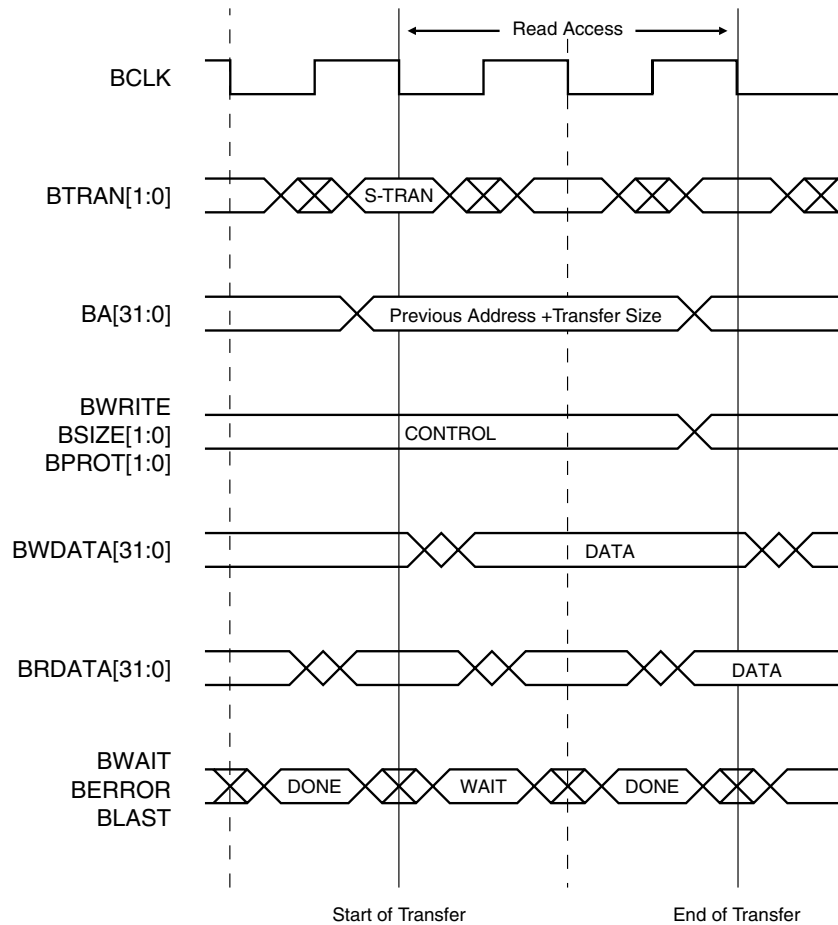 Read Access
BCLK
BTRAN[1:0]
S-TRAN
BA[31:0]
Previous Address +Transfer Size
BWRITE
BSIZE[1:0]
BPROT[1:0]
CONTROL
BWDATA[31:0]
DATA
BRDATA[31:0]
DATA
BWAIT
BERROR
BLAST
DONE
WAIT
DONE
Start of Transfer
End of Transfer